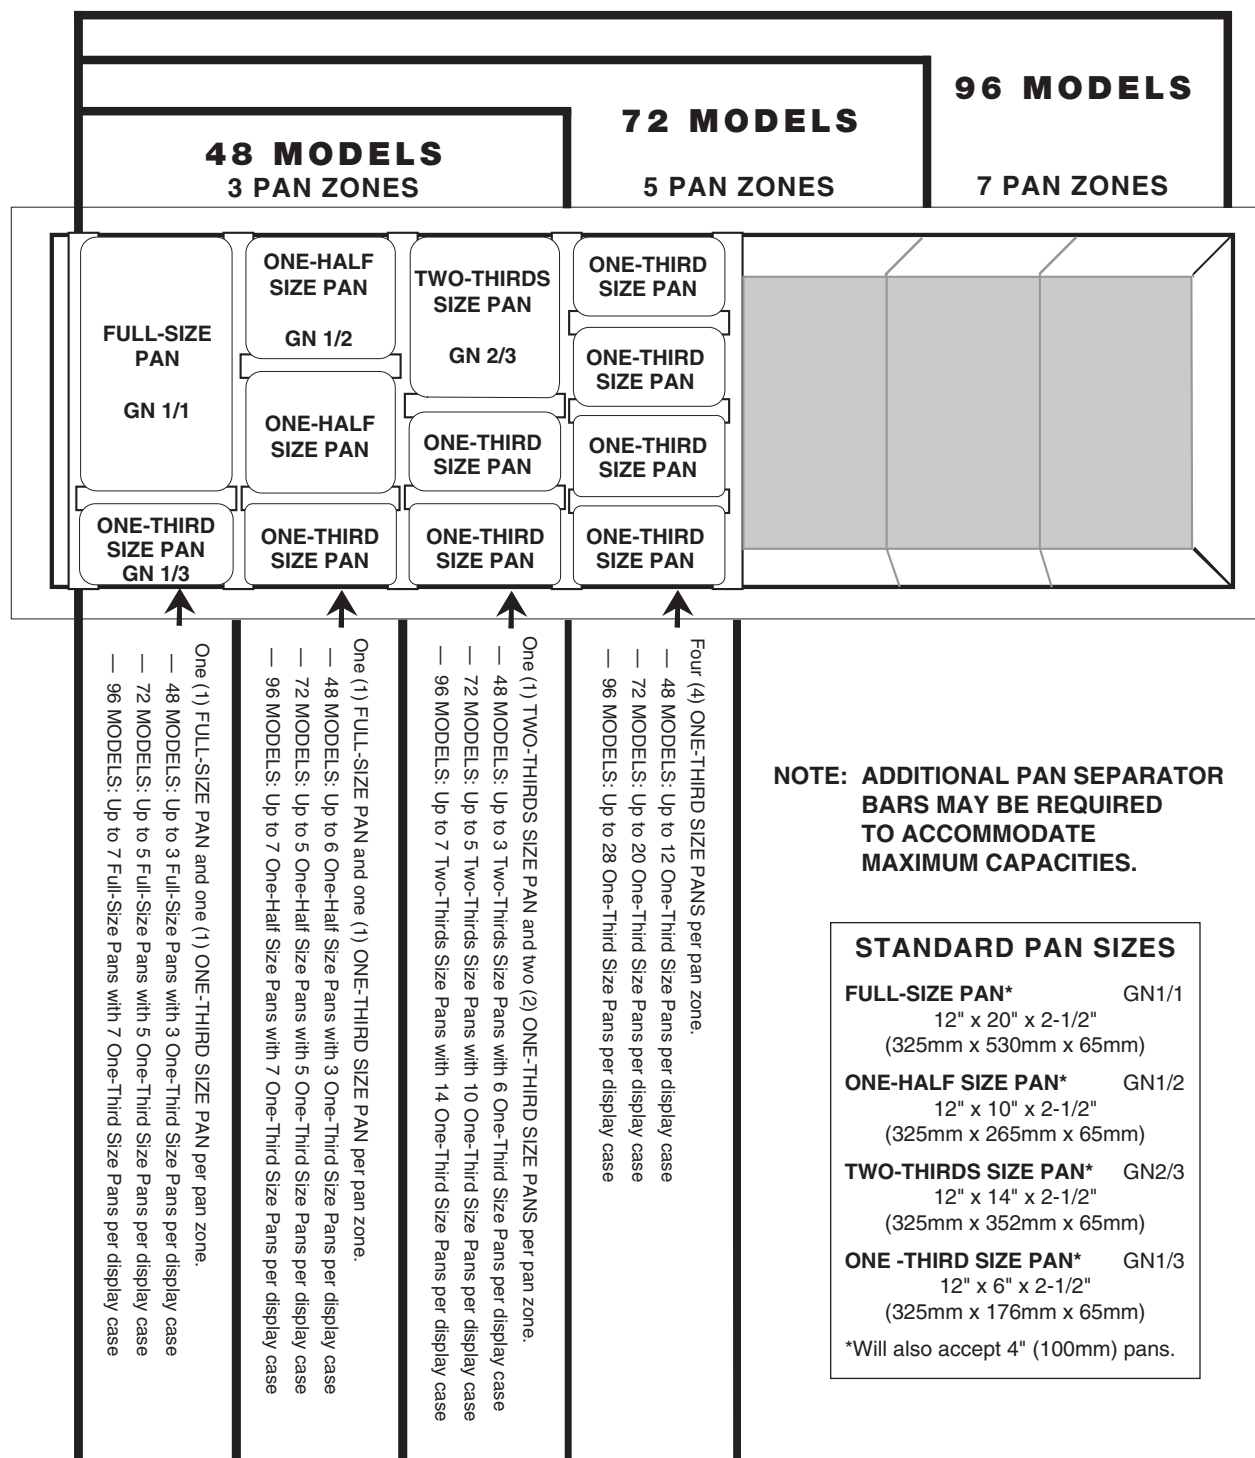 96 MODELS
72 MODELS
48 MODELS
3 PAN ZONES
5 PAN ZONES
7 PAN ZONES
FULL-SIZE
PAN
GN 1/1
ONE-THIRD
SIZE PAN
GN 1/3
ONE-HALF
SIZE PAN
GN 1/2
ONE-HALF
SIZE PAN
ONE-THIRD
SIZE PAN
TWO-THIRDS
SIZE PAN
GN 2/3
ONE-THIRD
SIZE PAN
ONE-THIRD
SIZE PAN
ONE-THIRD
SIZE PAN
ONE-THIRD
SIZE PAN
ONE-THIRD
SIZE PAN
ONE-THIRD
SIZE PAN
One (1) FULL-SIZE PAN and one (1) ONE-THIRD SIZE PAN per pan zone.
— 48 MODELS: Up to 3 Full-Size Pans with 3 One-Third Size Pans per display case
— 72 MODELS: Up to 5 Full-Size Pans with 5 One-Third Size Pans per display case
— 96 MODELS: Up to 7 Full-Size Pans with 7 One-Third Size Pans per display case
One (1) FULL-SIZE PAN and one (1) ONE-THIRD SIZE PAN per pan zone.
— 48 MODELS: Up to 6 One-Half Size Pans with 3 One-Third Size Pans per display case
— 72 MODELS: Up to 5 One-Half Size Pans with 5 One-Third Size Pans per display case
— 96 MODELS: Up to 7 One-Half Size Pans with 7 One-Third Size Pans per display case
One (1) TWO-THIRDS SIZE PAN and two (2) ONE-THIRD SIZE PANS per pan zone.
— 48 MODELS: Up to 3 Two-Thirds Size Pans with 6 One-Third Size Pans per display case
— 72 MODELS: Up to 5 Two-Thirds Size Pans with 10 One-Third Size Pans per display case
— 96 MODELS: Up to 7 Two-Thirds Size Pans with 14 One-Third Size Pans per display case
Four (4) ONE-THIRD SIZE PANS per pan zone.
— 48 MODELS: Up to 12 One-Third Size Pans per display case
— 72 MODELS: Up to 20 One-Third Size Pans per display case
— 96 MODELS: Up to 28 One-Third Size Pans per display case
NOTE: ADDITIONAL PAN SEPARATOR
BARS MAY BE REQUIRED
TO ACCOMMODATE
MAXIMUM CAPACITIES.
STANDARD PAN SIZES
FULL-SIZE PAN* GN1/1
12" x 20" x 2-1/2"
(325mm x 530mm x 65mm)
ONE-HALF SIZE PAN* GN1/2
12" x 10" x 2-1/2"
(325mm x 265mm x 65mm)
TWO-THIRDS SIZE PAN* GN2/3
12" x 14" x 2-1/2"
(325mm x 352mm x 65mm)
ONE -THIRD SIZE PAN* GN1/3
12" x 6" x 2-1/2"
(325mm x 176mm x 65mm)
*Will also accept 4" (100mm) pans.